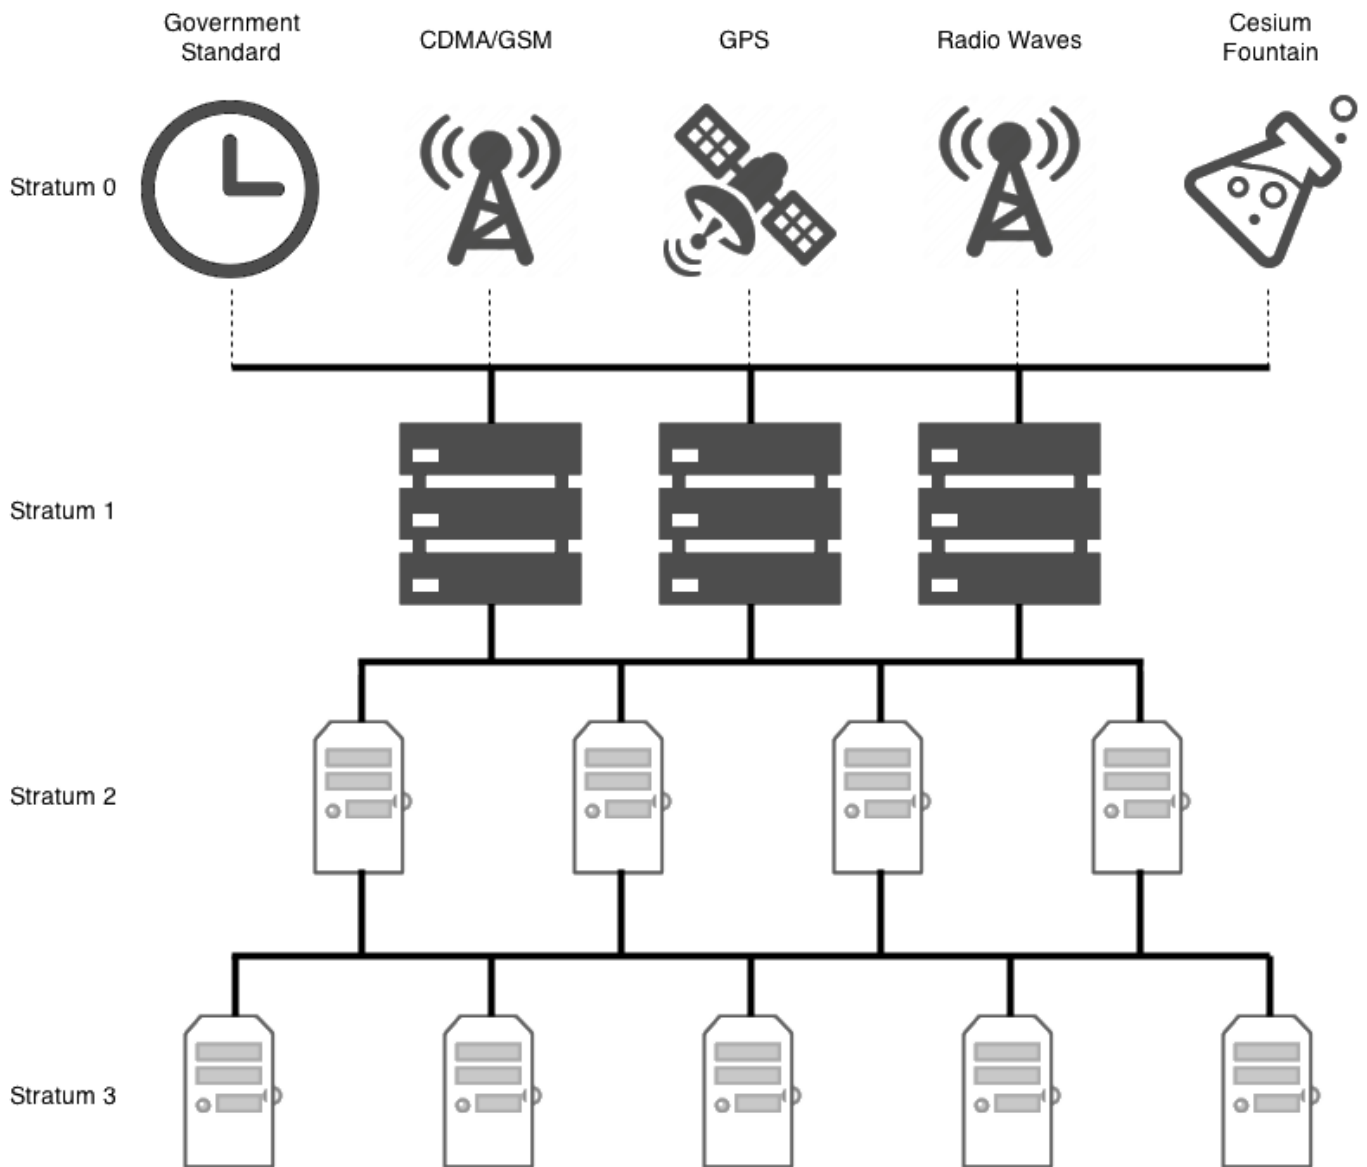 Government
Standard
CDMA/GSM
GPS
Radio Waves
Cesium
Fountain
Stratum 0
Stratum 1
Stratum 2
Stratum 3